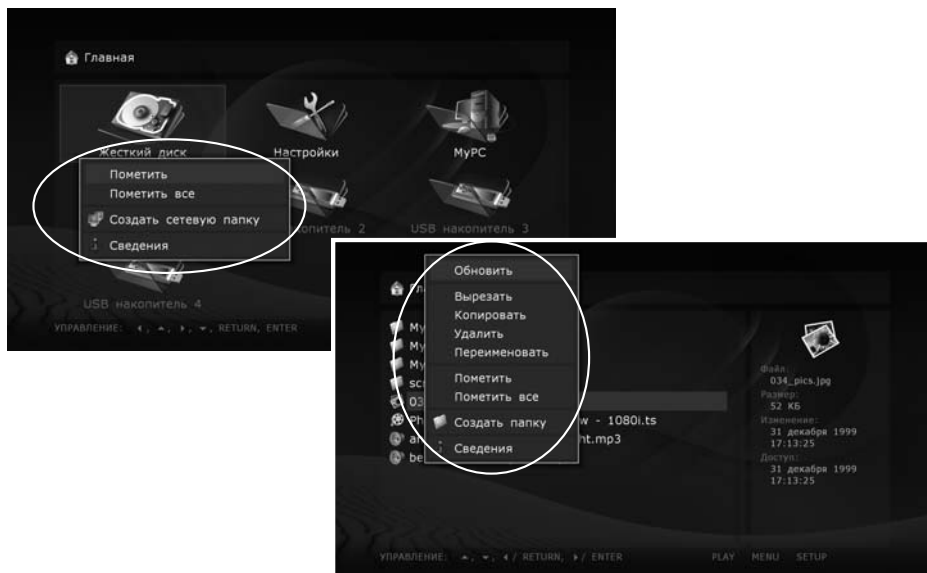 Главная
Жесткий диск
Настройки
MyPC
Пометить
Пометить все
Создать сетевую папку
Сведения
USB накопитель 3
USB накопитель 4
УПРАВЛЕНИЕ: , , , , RETURN, ENTER
Обновить
Вырезать
Копировать
Удалить
Переименовать
Пометить
Пометить все
Создать папку
Сведения
My
My
My
w - 1080i.ts
ht.mp3
Файл:
034_pics.jpg
Размер:
52 КБ
Изменение:
31 декабря 1999
17:13:25
Доступ:
31 декабря 1999
17:13:25
УПРАВЛЕНИЕ: , , / RETURN, / ENTER
PLAY MENU SETUP